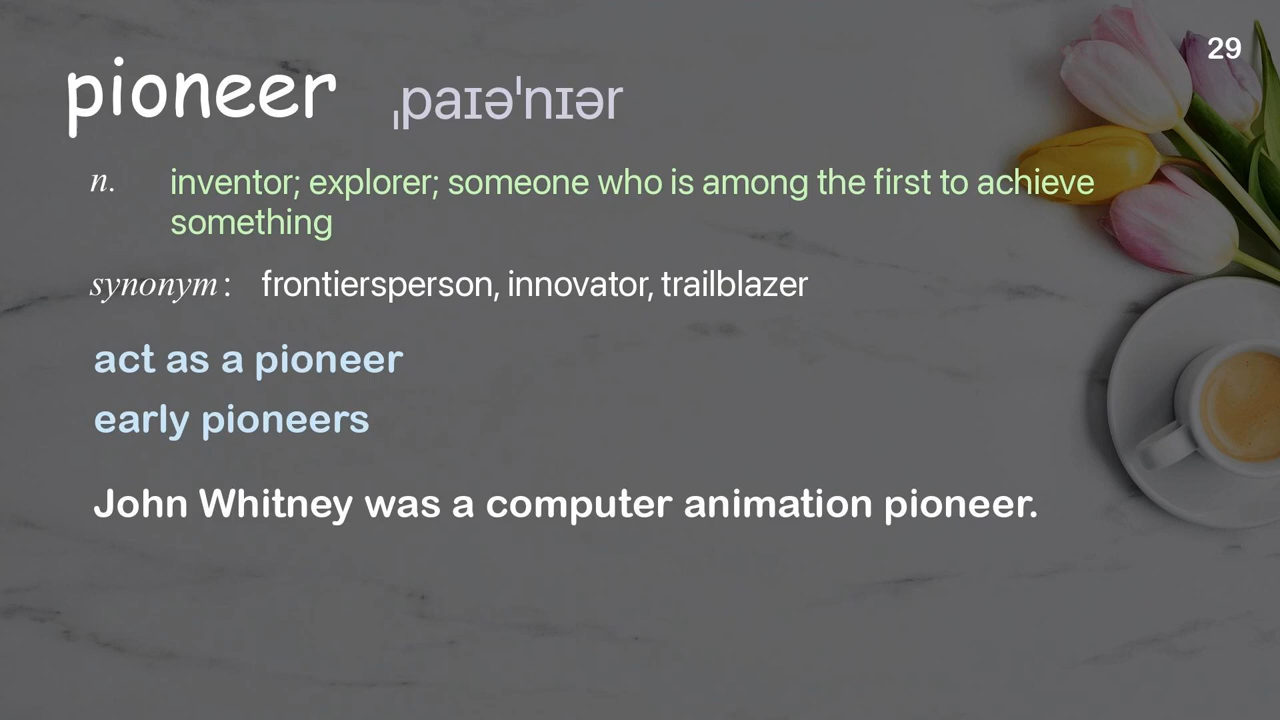 29
pioneer ˌpaɪəˈnɪər
n. inventor; explorer; someone who is among the first to achieve
something
synonym: frontiersperson, innovator, trailblazer
act as a pioneer
early pioneers
John Whitney was a computer animation pioneer.